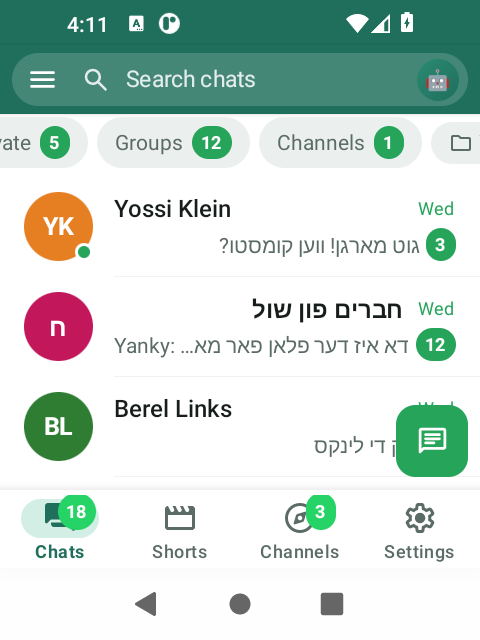 4:11
A
Search chats
vate 5
Groups 12
Channels 1
Yossi Klein
Wed
YK
גוט מארגן! ווען קומסטו?
3
חברים פון שול
Wed
ח
Yanky: דא איז דער פלאן פאר מא...
12
Berel Links
BL
ק די לינקס
18
3
Chats
Shorts
Channels
Settings